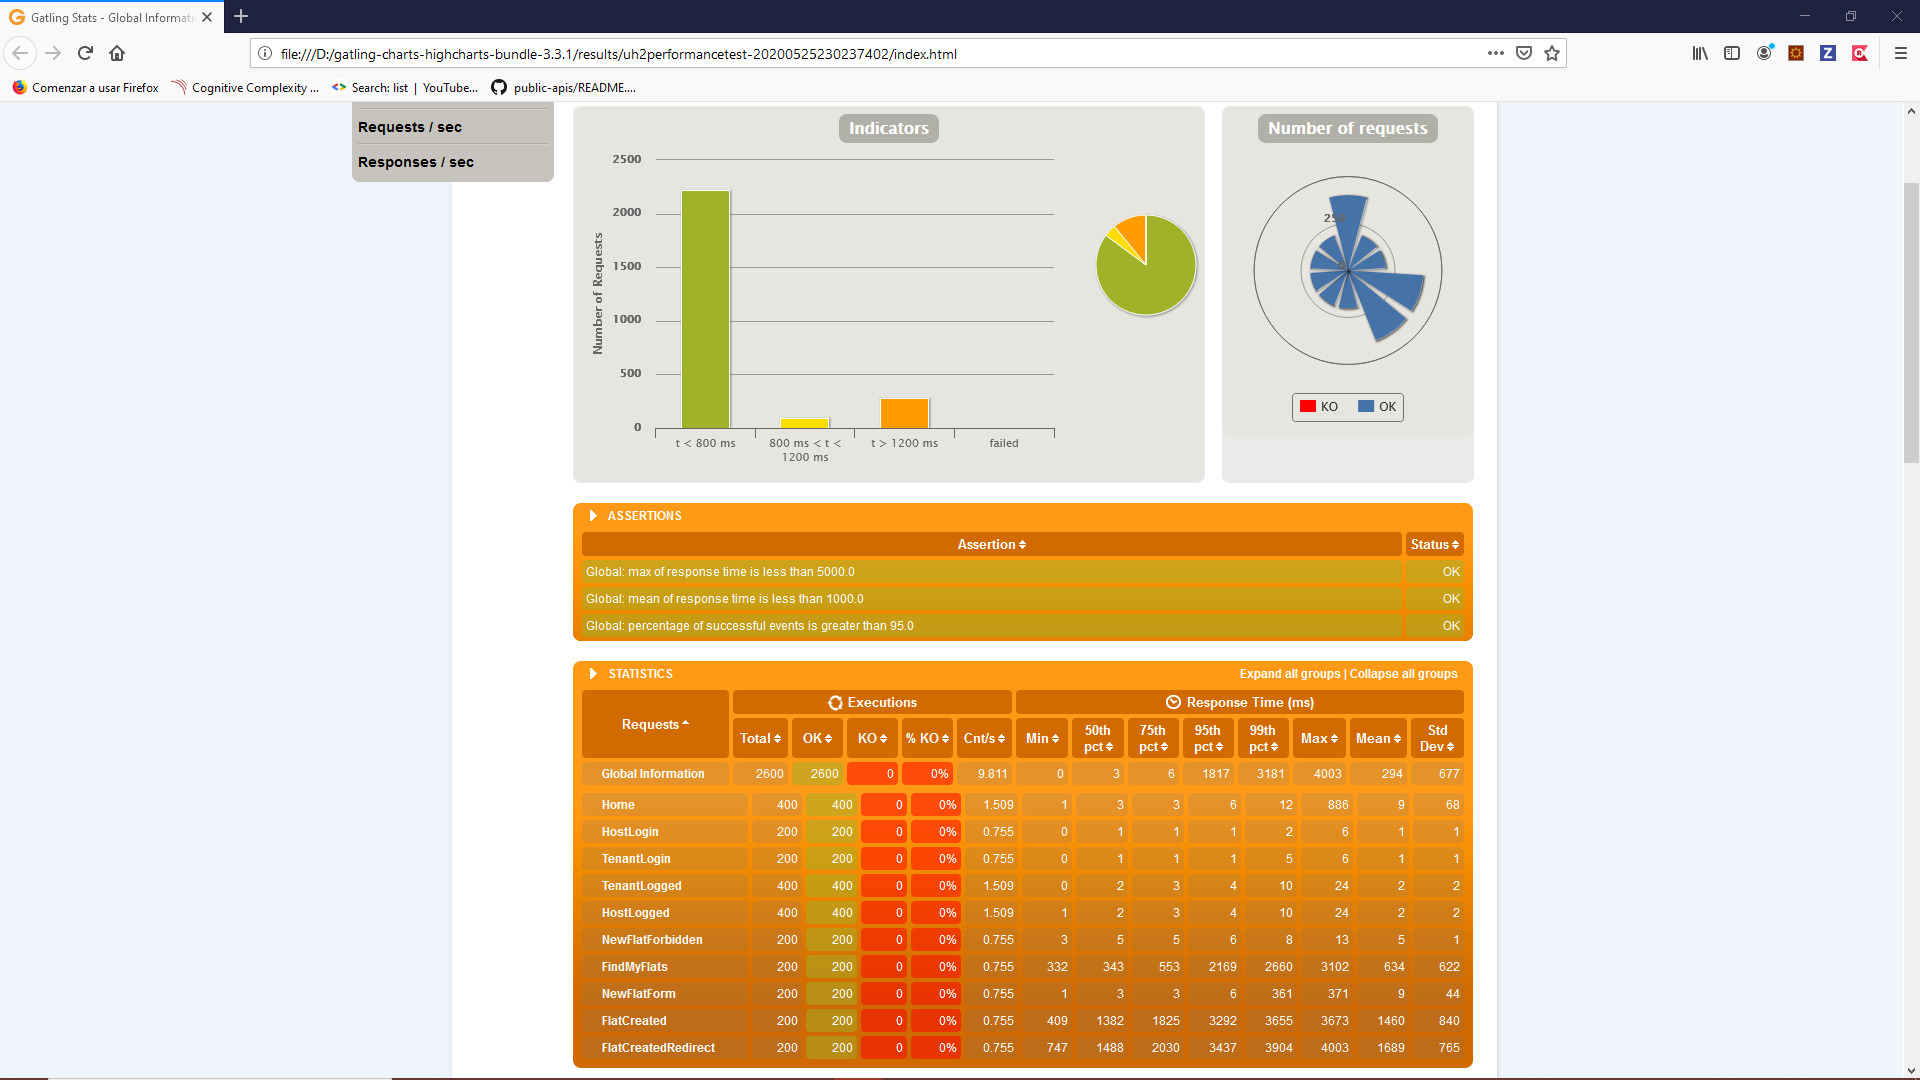 Gatling Stats - Global Informati
file:///D:/gatling-charts-highcharts-bundle-3.3.1/results/uh2performancetest-20200525230237402/index.html
Comenzar a usar Firefox Cognitive Complexity ... Search: list | YouTube... public-apis/README....
Requests / sec
Responses / sec
Indicators
Number of Requests
2500
2000
1500
1000
500
0
t < 800 ms
800 ms < t < 1200 ms
t > 1200 ms
failed
Number of requests
250
0
KO OK
ASSERTIONS
Assertion Status
Global: max of response time is less than 5000.0 OK
Global: mean of response time is less than 1000.0 OK
Global: percentage of successful events is greater than 95.0 OK
STATISTICS Expand all groups | Collapse all groups
Requests Executions Response Time (ms)
Total OK KO % KO Cnt/s Min 50th pct 75th pct 95th pct 99th pct Max Mean Std Dev
Global Information 2600 2600 0 0% 9.811 0 3 6 1817 3181 4003 294 677
Home 400 400 0 0% 1.509 1 3 3 6 12 886 9 68
HostLogin 200 200 0 0% 0.755 0 1 1 1 2 6 1 1
TenantLogin 200 200 0 0% 0.755 0 1 1 1 5 6 1 1
TenantLogged 400 400 0 0% 1.509 0 2 3 4 10 24 2 2
HostLogged 400 400 0 0% 1.509 1 2 3 4 10 24 2 2
NewFlatForbidden 200 200 0 0% 0.755 3 5 5 6 8 13 5 1
FindMyFlats 200 200 0 0% 0.755 332 343 553 2169 2660 3102 634 622
NewFlatForm 200 200 0 0% 0.755 1 3 3 6 361 371 9 44
FlatCreated 200 200 0 0% 0.755 409 1382 1825 3292 3655 3673 1460 840
FlatCreatedRedirect 200 200 0 0% 0.755 747 1488 2030 3437 3904 4003 1689 765